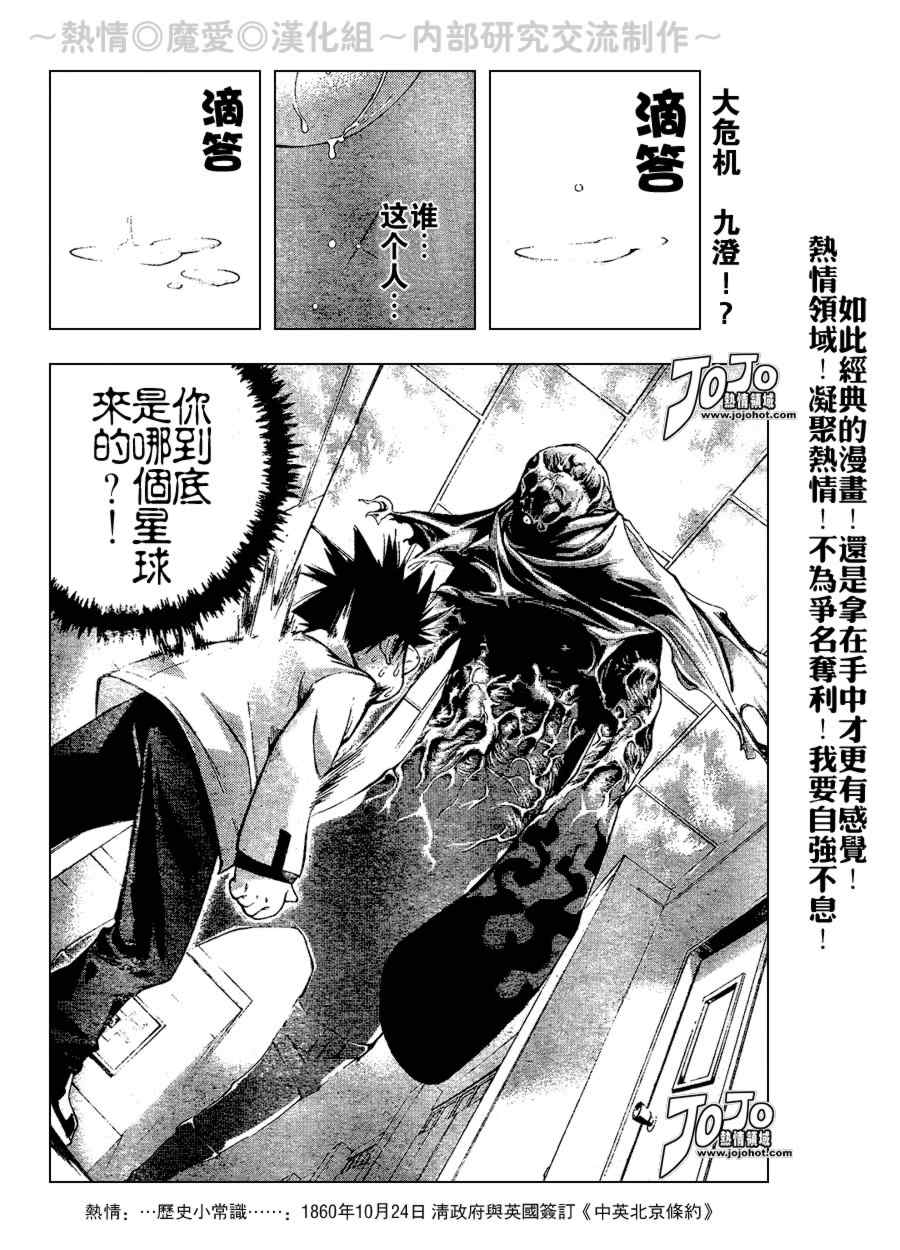 ~熱情◎魔愛◎漢化組~内部研究交流制作~
大危机 九澄!?
滴答
谁…
这个人…
滴答
如此經典的漫畫!還是拿在手中才更有感覺!
熱情領域!凝聚熱情!不為爭名奪利!我要自強不息!
JOJO
熱情領域
www.jojohot.com
你到底
是哪個星球
來的?!
JOJO
熱情領域
www.jojohot.com
熱情:…歷史小常識……:1860年10月24日 清政府與英國簽訂《中英北京條約》